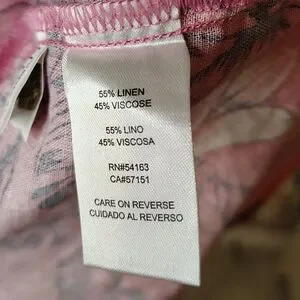 55% LINEN
45% VISCOSE
55% LINO
45% VISCOSA
RN#54163
CA#57151
CARE ON REVERSE
CUIDADO AL REVERSO